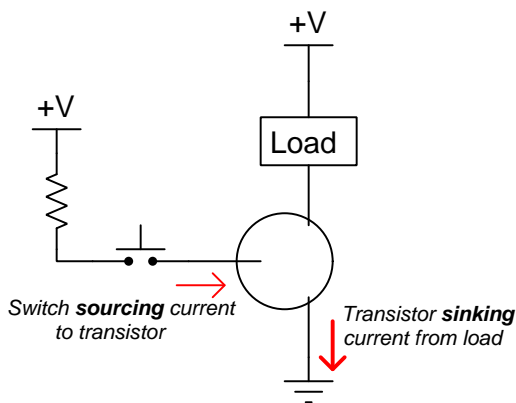 +V
+V
Load
Switch sourcing current
to transistor
Transistor sinking
current from load